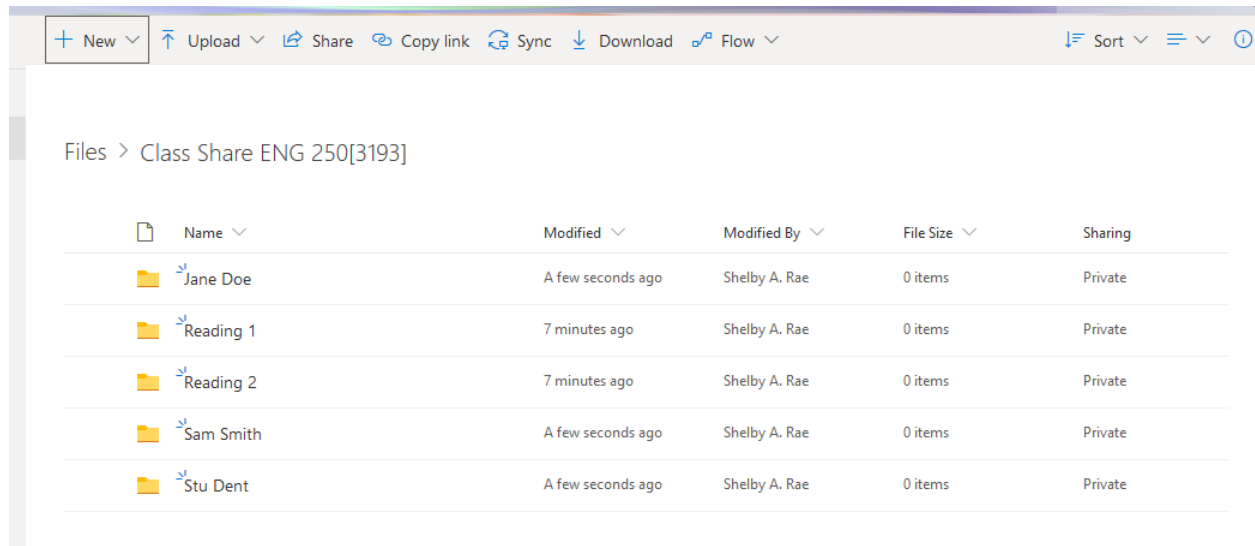 New Upload Share Copy link Sync Download Flow Sort
Files > Class Share ENG 250[3193]
Name Modified Modified By File Size Sharing
Jane Doe A few seconds ago Shelby A. Rae 0 items Private
Reading 1 7 minutes ago Shelby A. Rae 0 items Private
Reading 2 7 minutes ago Shelby A. Rae 0 items Private
Sam Smith A few seconds ago Shelby A. Rae 0 items Private
Stu Dent A few seconds ago Shelby A. Rae 0 items Private